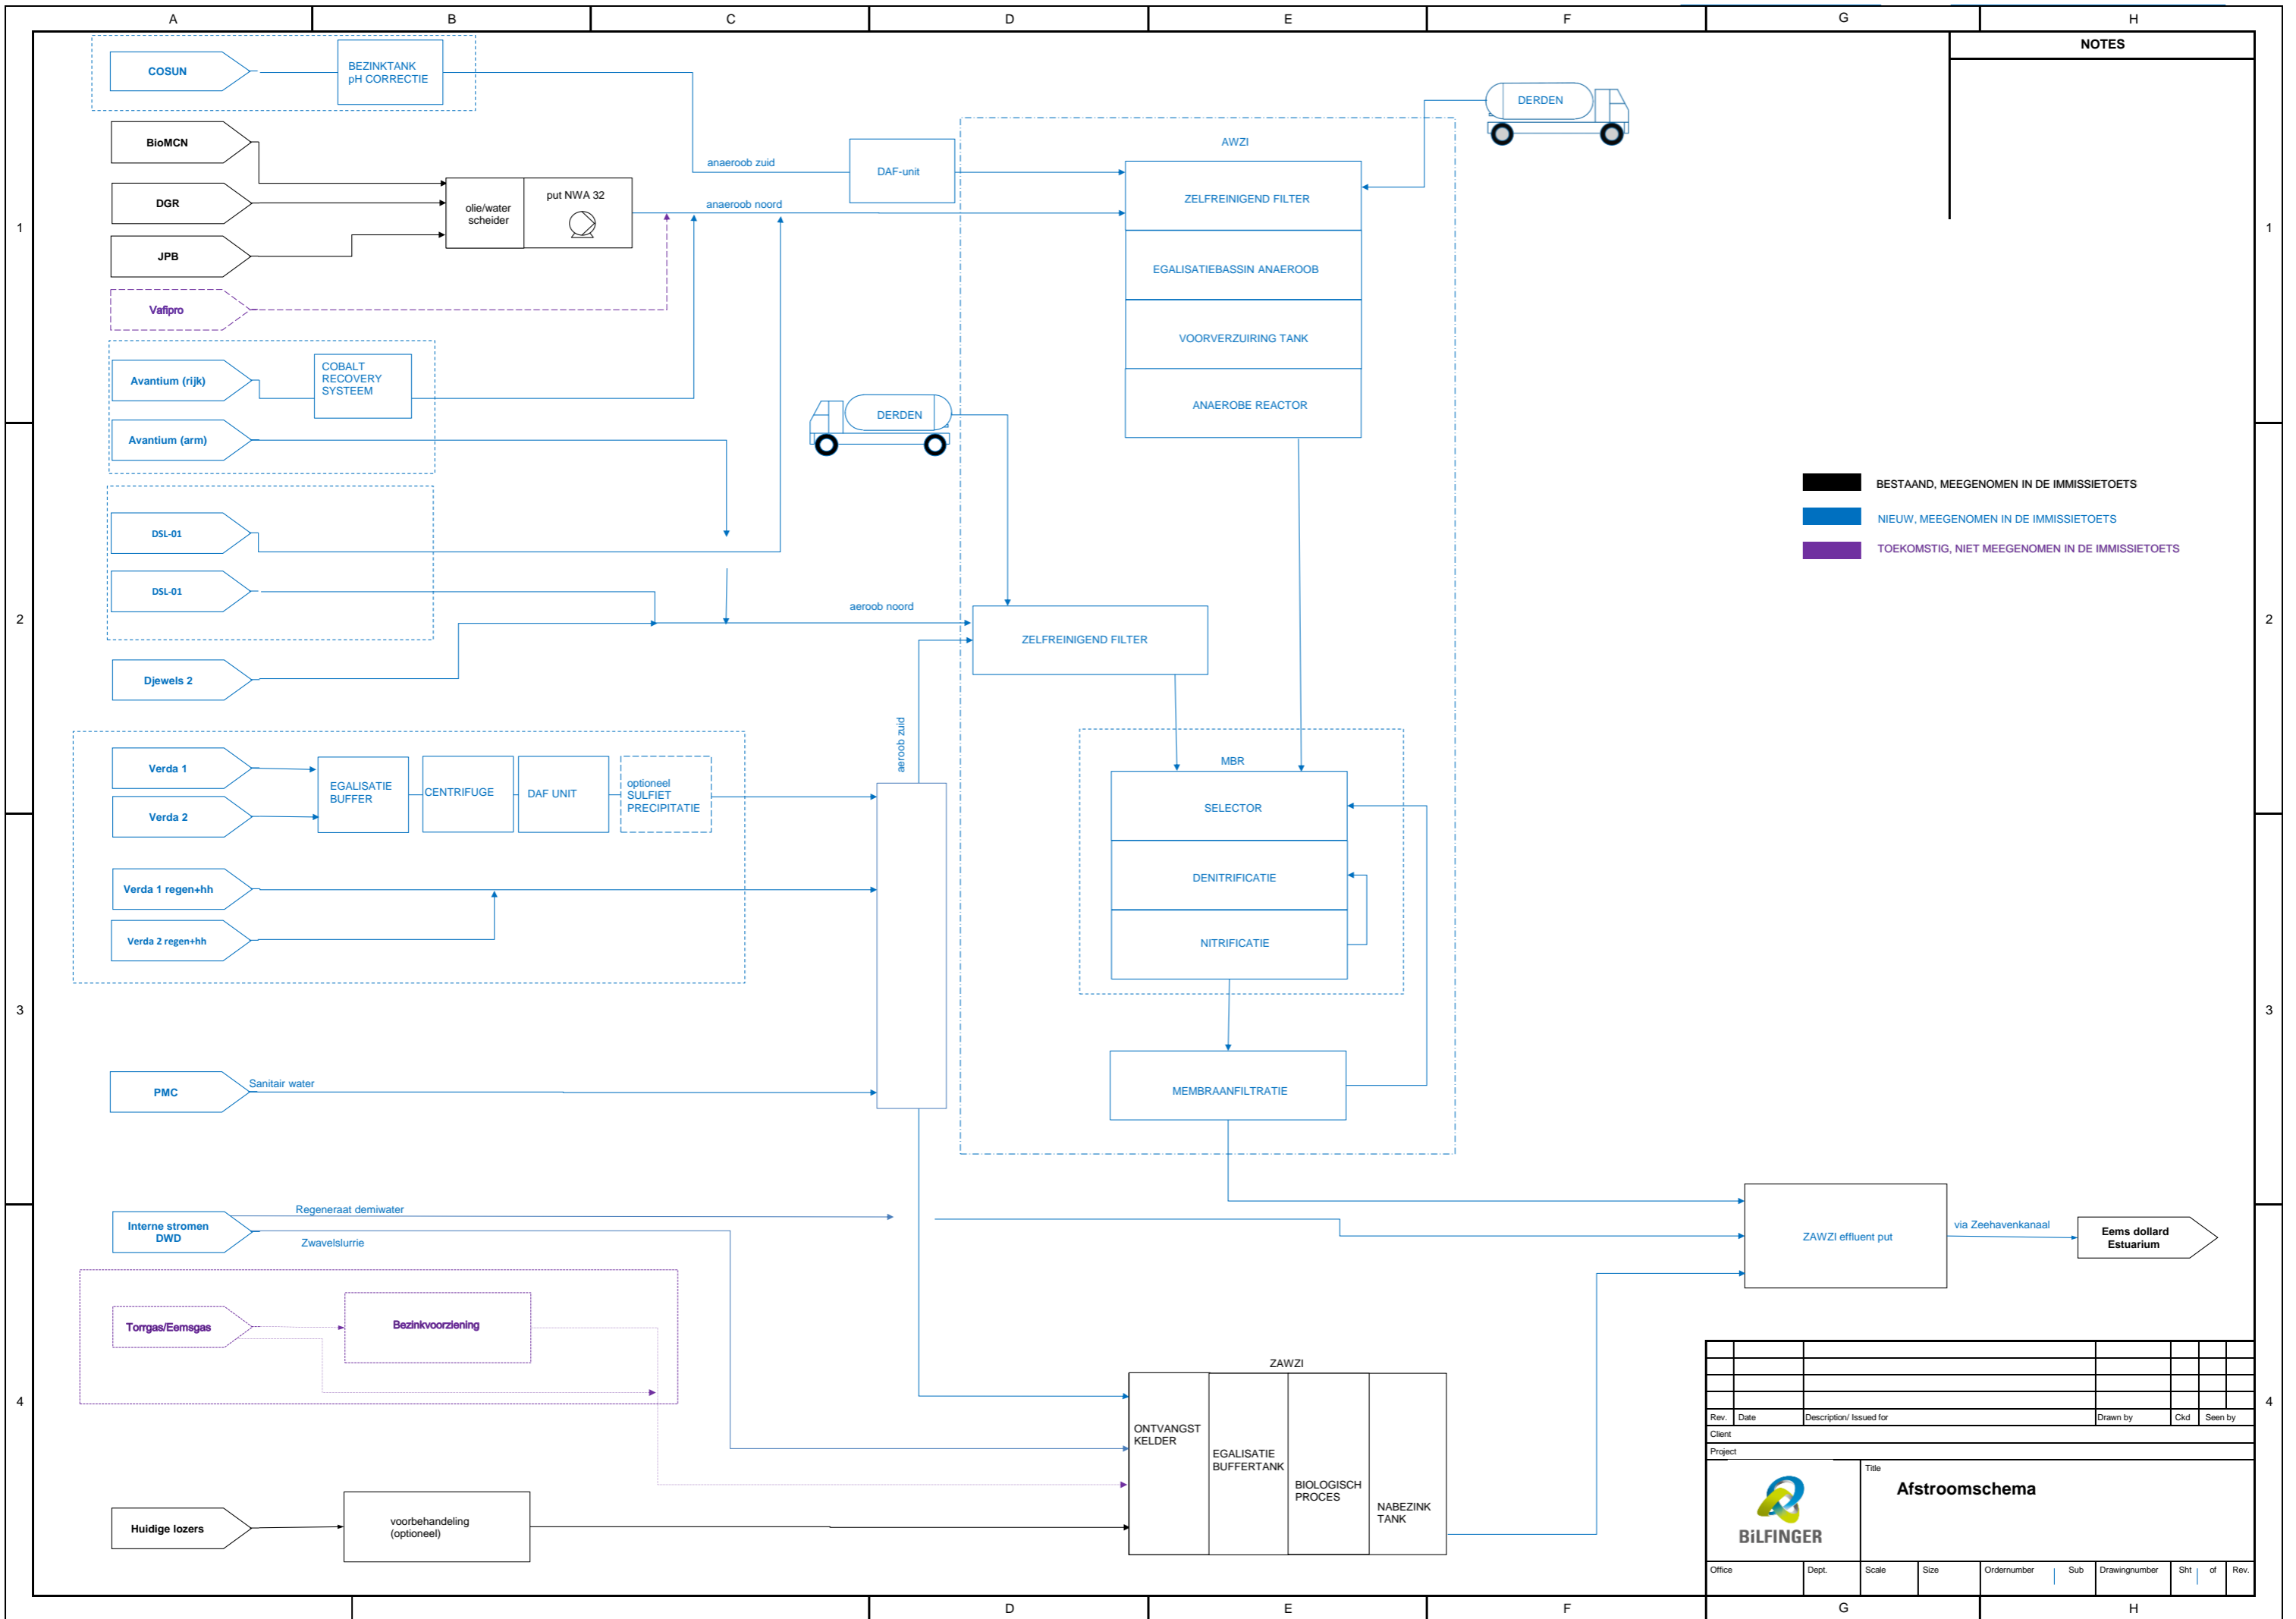 A B C D E F G H
NOTES
COSUN
BEZINKTANK
pH CORRECTIE
DERDEN
BioMCN
AWZI
anaeroob zuid
DAF-unit
DGR
olie/water
scheider
put NWA 32
anaeroob noord
ZELFREINIGEND FILTER
1
1
JPB
EGALISATIEBASSIN ANAEROOB
Vafipro
VOORVERZUIRING TANK
Avantium (rijk)
COBALT
RECOVERY
SYSTEEM
ANAEROBE REACTOR
DERDEN
Avantium (arm)
BESTAAND, MEEGENOMEN IN DE IMMISSIETOETS
NIEUW, MEEGENOMEN IN DE IMMISSIETOETS
TOEKOMSTIG, NIET MEEGENOMEN IN DE IMMISSIETOETS
DSL-01
DSL-01
aeroob noord
2
2
ZELFREINIGEND FILTER
Djewels 2
aeroob zuid
Verda 1
MBR
EGALISATIE
BUFFER
CENTRIFUGE
DAF UNIT
optioneel
SULFIET
PRECIPITATIE
Verda 2
SELECTOR
Verda 1 regen+hh
DENITRIFICATIE
Verda 2 regen+hh
NITRIFICATIE
3
3
PMC
Sanitair water
MEMBRAANFILTRATIE
Interne stromen
DWD
Regeneraat demiwater
Zwavelslurrie
ZAWZI effluent put
via Zeehavenkanaal
Eems dollard
Estuarium
Torrgas/Eemsgas
Bezinkvoorziening
ZAWZI
4
4
ONTVANGST
KELDER
EGALISATIE
BUFFERTANK
BIOLOGISCH
PROCES
NABEZINK
TANK
Huidige lozers
voorbehandeling
(optioneel)
Rev. Date Description/ Issued for Drawn by Ckd Seen by
Client
Project
BILFINGER
Title
Afstroomschema
Office Dept. Scale Size Ordernumber Sub Drawingnumber Sht of Rev.
D E F G H